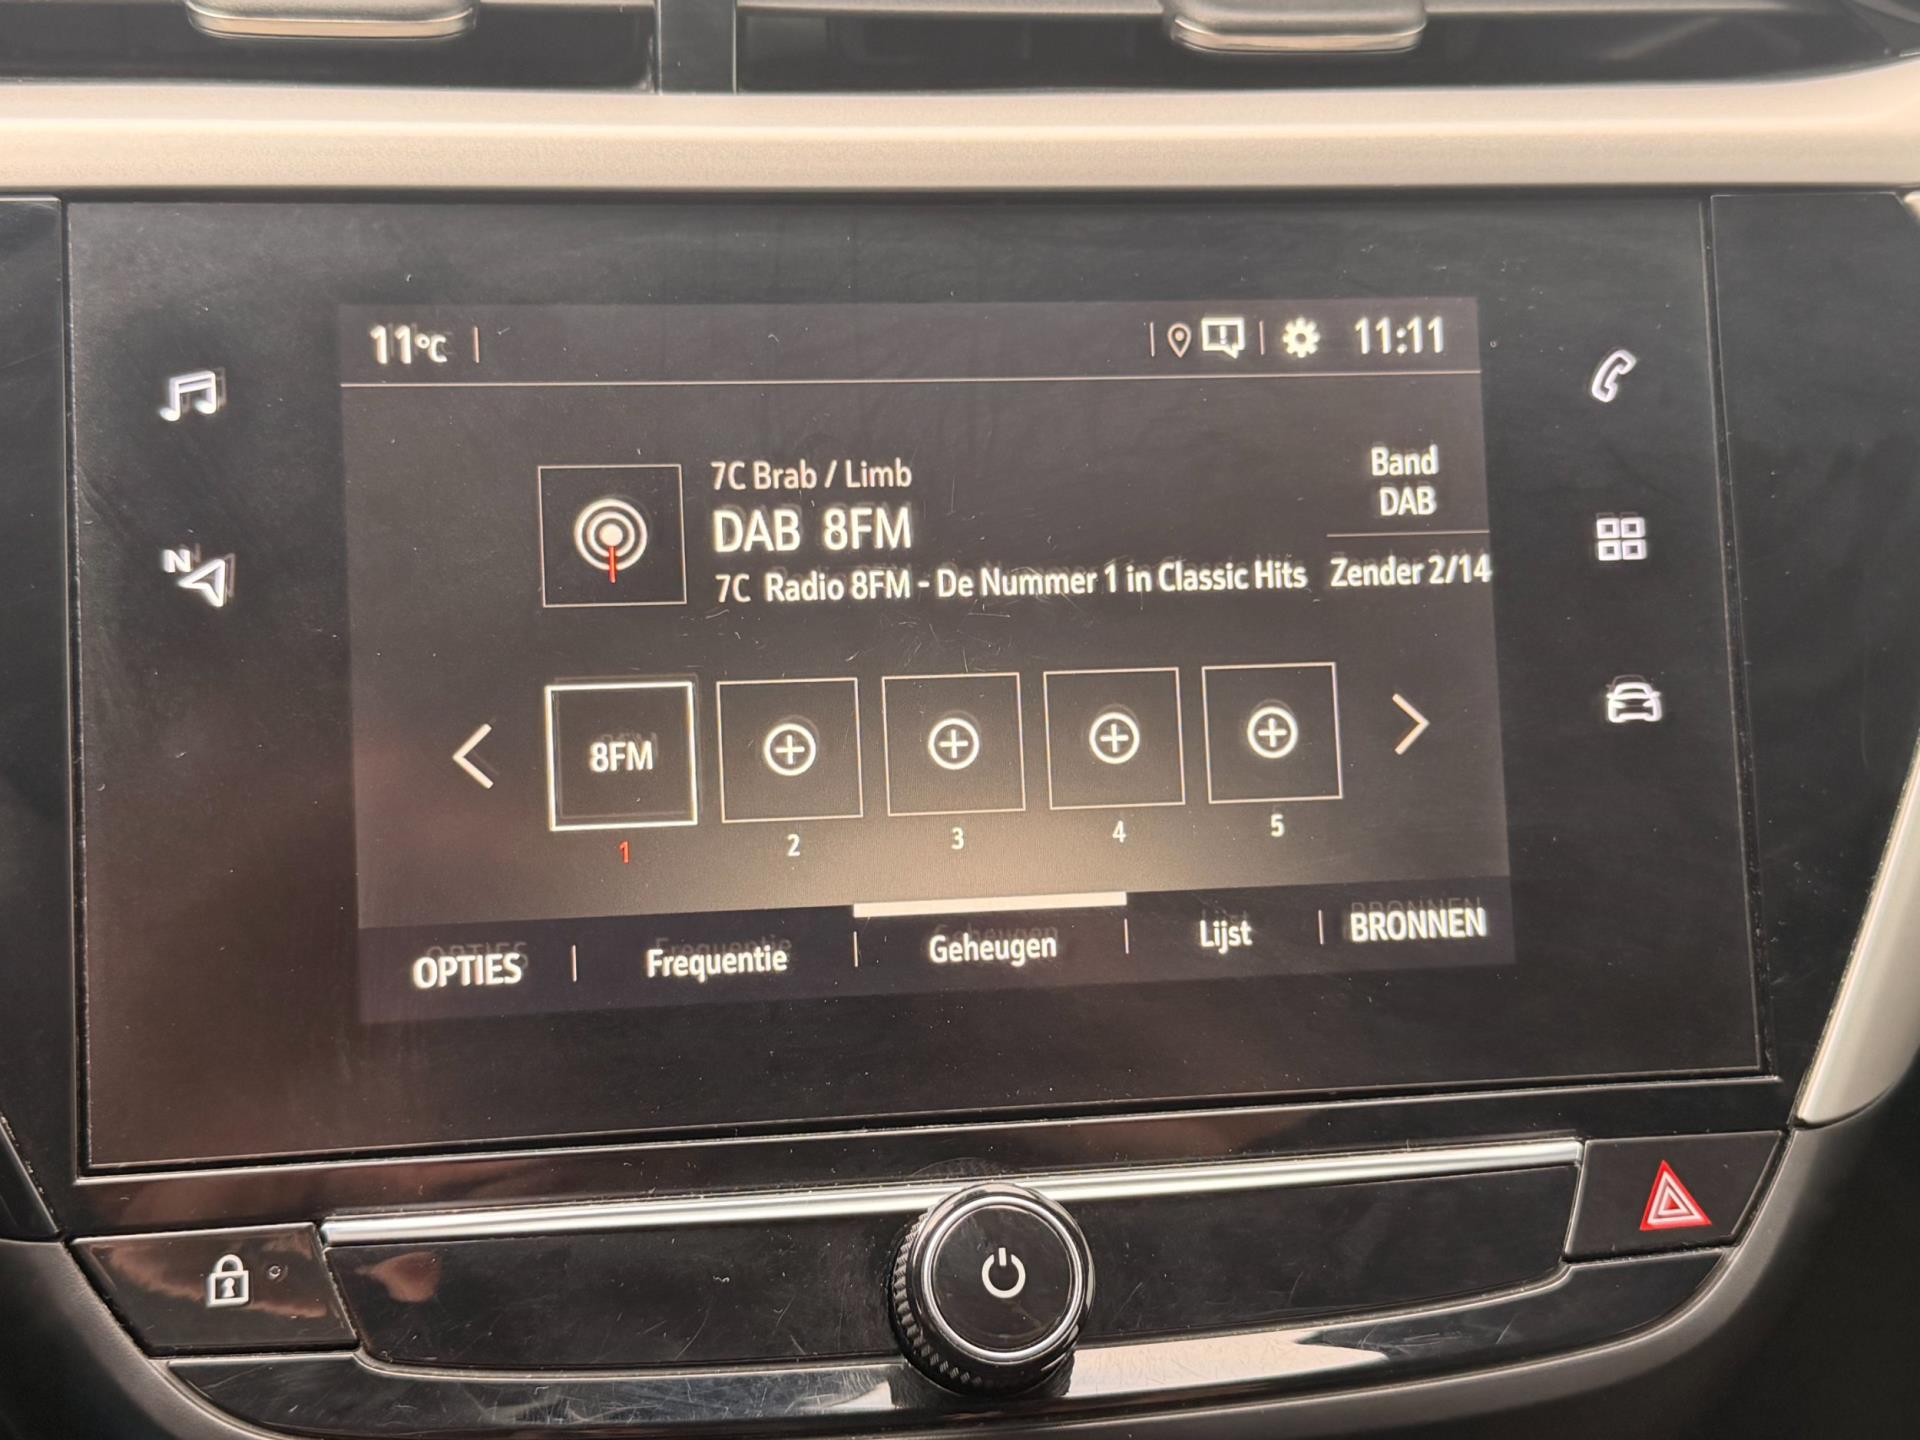 11°C
11:11
7C Brab / Limb
Band
DAB
DAB 8FM
7C Radio 8FM - De Nummer 1 in Classic Hits
Zender 2/14
8FM
1
2
3
4
5
OPTIES
Frequentie
Geheugen
Lijst
BRONNEN
N